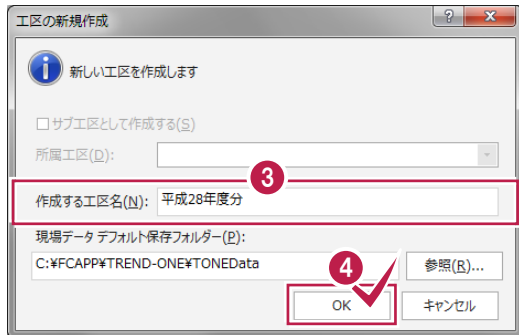 工区の新規作成
新しい工区を作成します
サブ工区として作成する(S)
所属工区(D):
3
作成する工区名(N): 平成28年度分
現場データ デフォルト保存フォルダー(P):
C:¥FCAPP¥TREND-ONE¥TONEData 参照(R)...
4
OK キャンセル